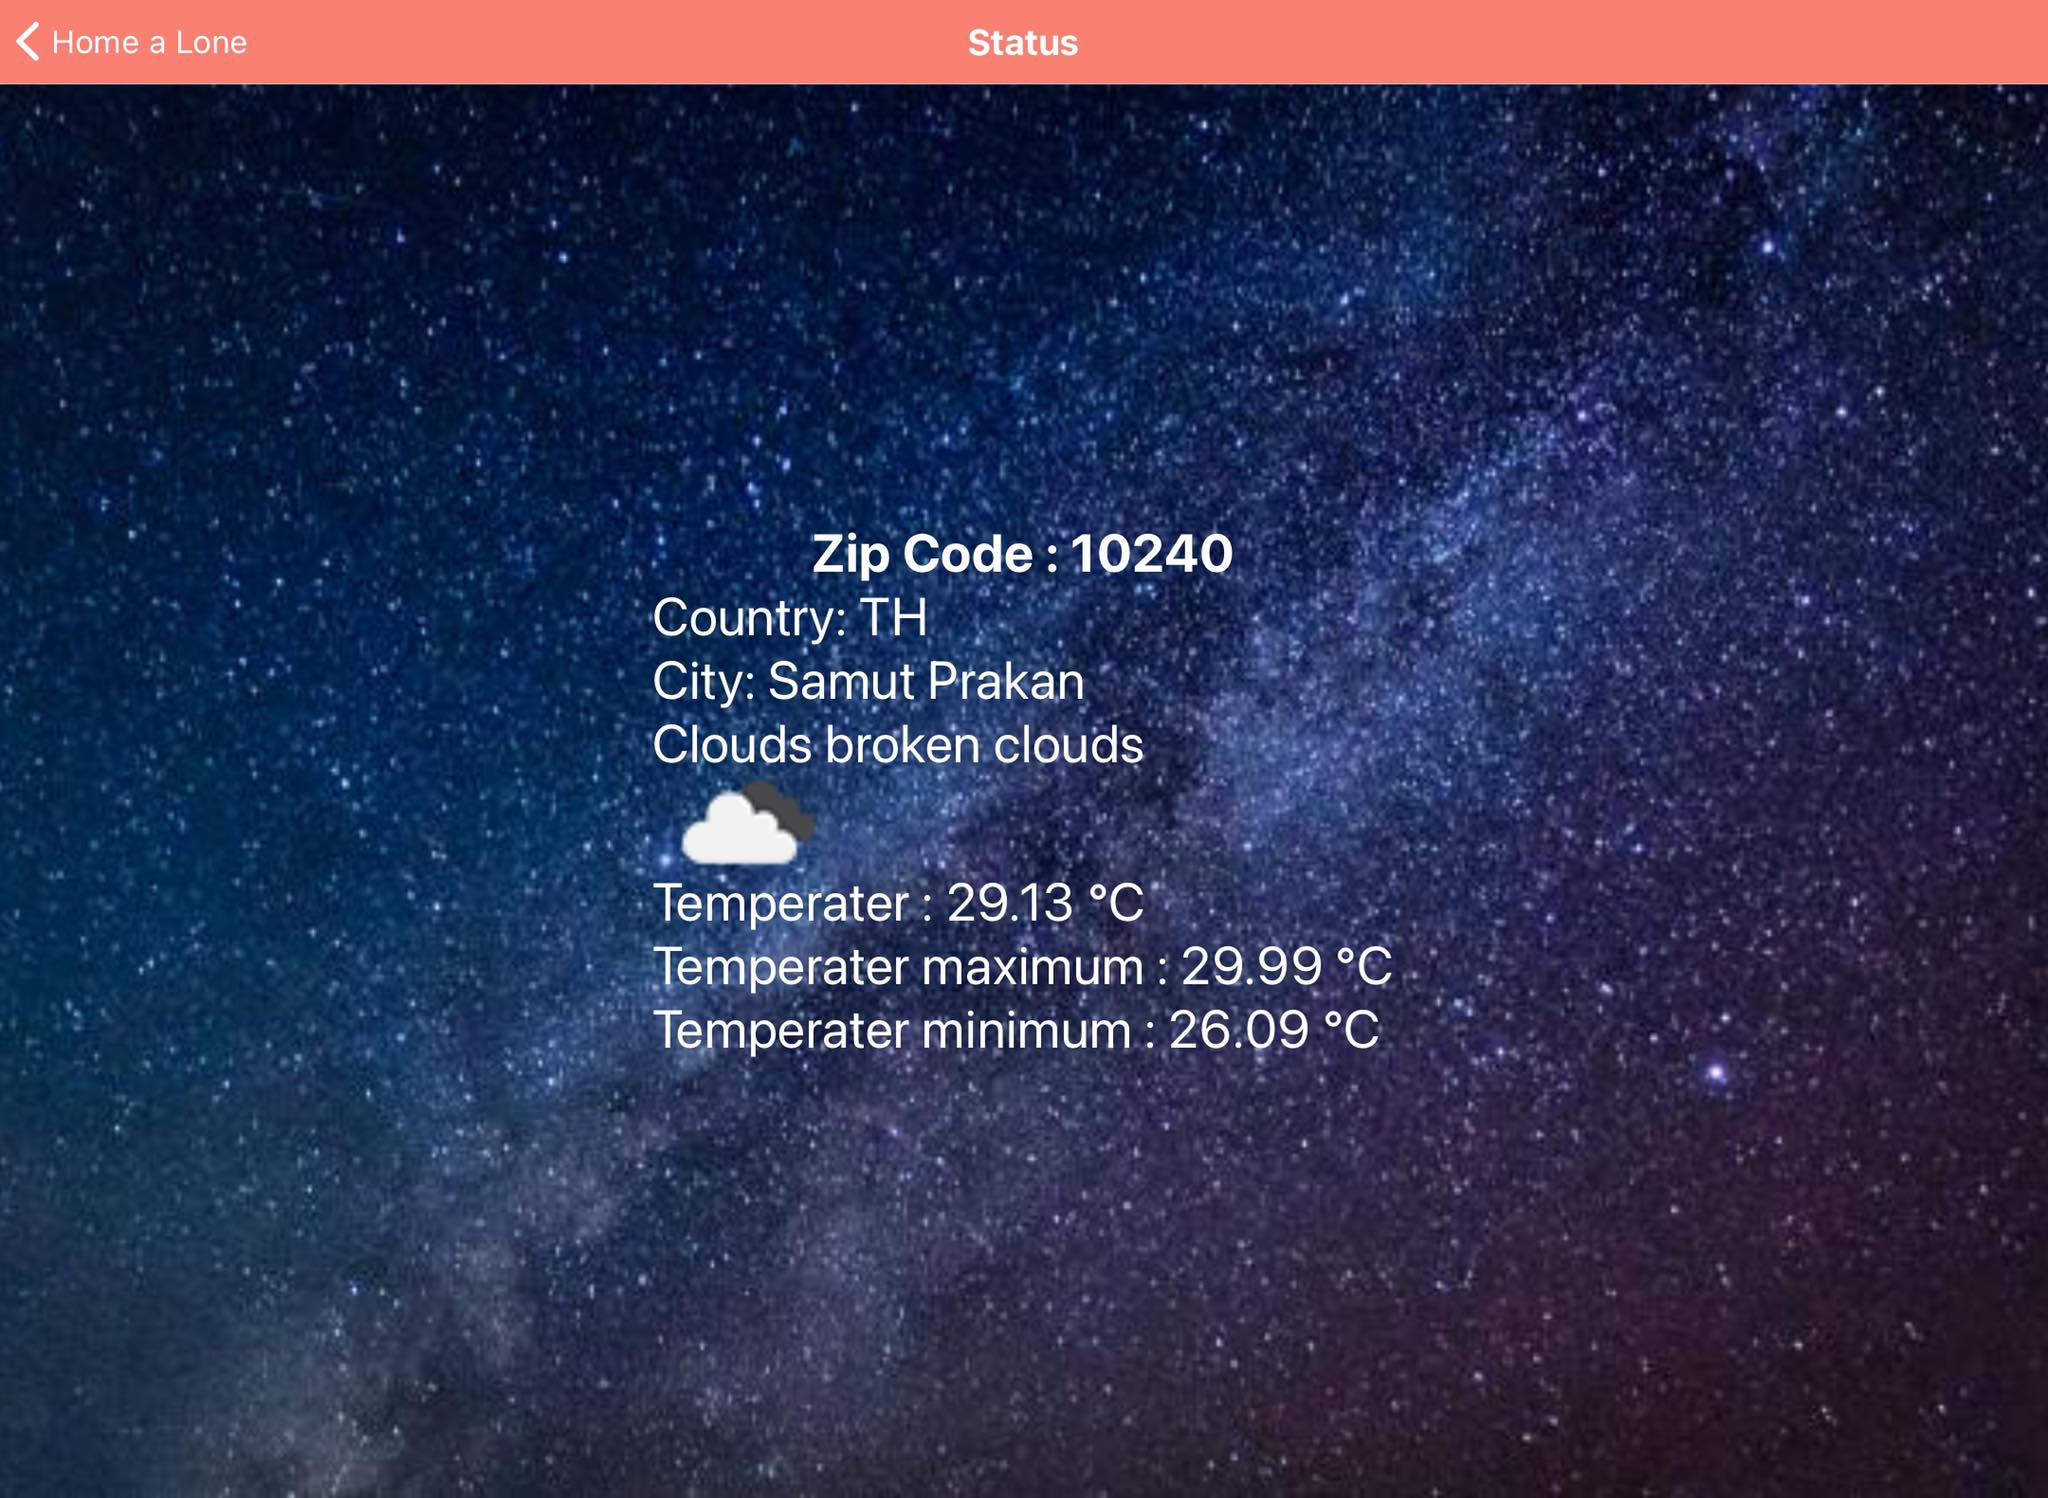 Home a Lone
Status
Zip Code : 10240
Country: TH
City: Samut Prakan
Clouds broken clouds
Temperater : 29.13 °C
Temperater maximum : 29.99 °C
Temperater minimum : 26.09 °C